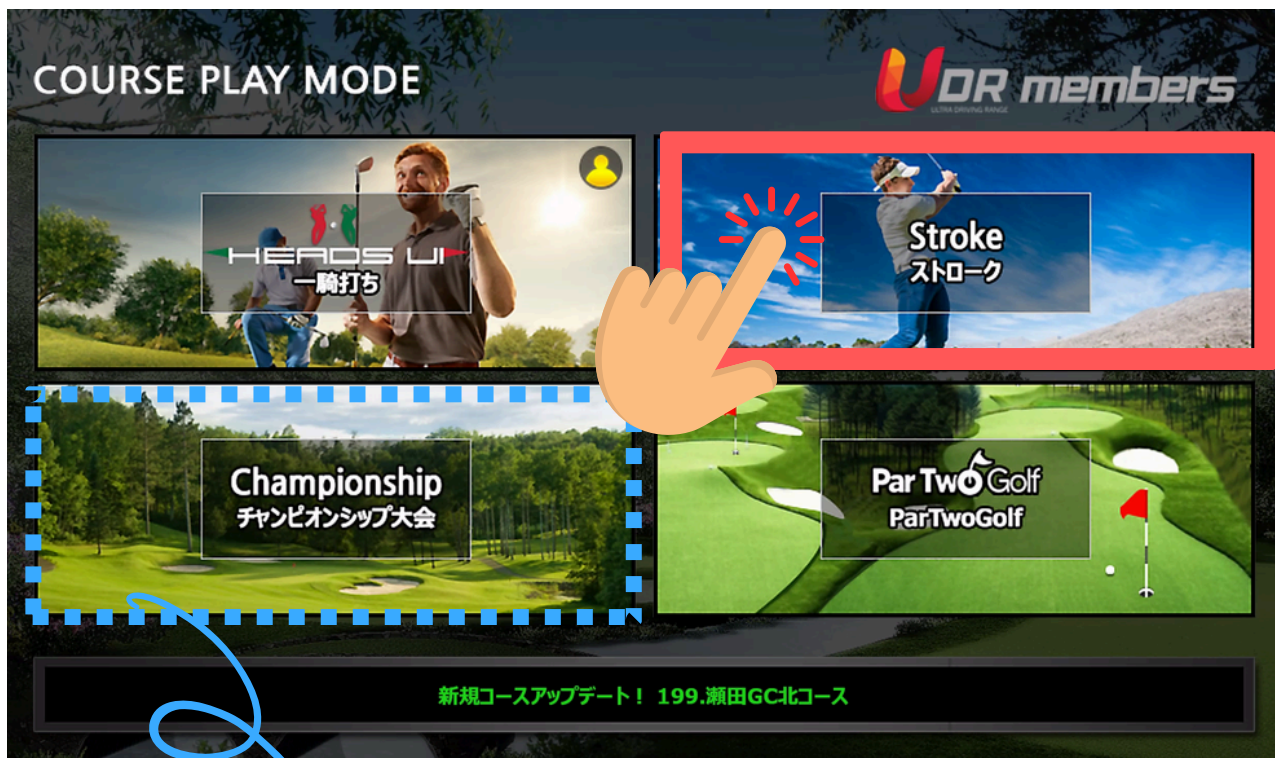 COURSE PLAY MODE
UDR members
ULTRA DRIVING RANGE
HEADS UP
一騎打ち
Stroke
ストローク
Championship
チャンピオンシップ大会
Par Two Golf
ParTwoGolf
新規コースアップデート! 199.瀬田GC北コース